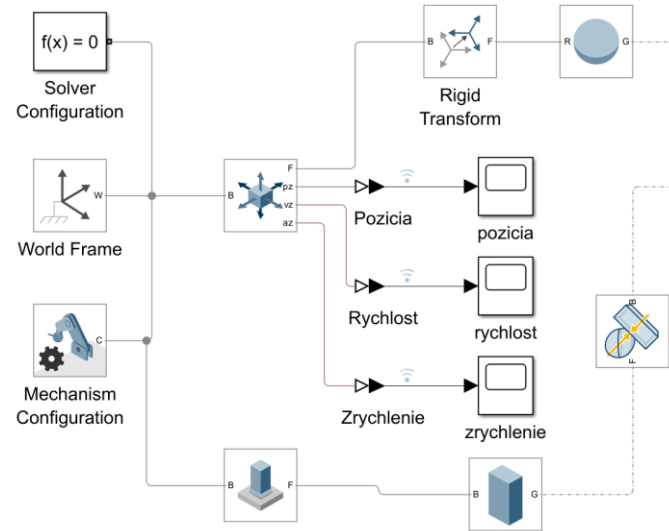 f(x) = 0
Solver
Configuration
W
World Frame
C
Mechanism
Configuration
B
F
pz
vz
az
B
F
Rigid
Transform
R
G
Pozicia
pozicia
Rychlost
rychlost
Zrychlenie
zrychlenie
B
F
B
F
B
G